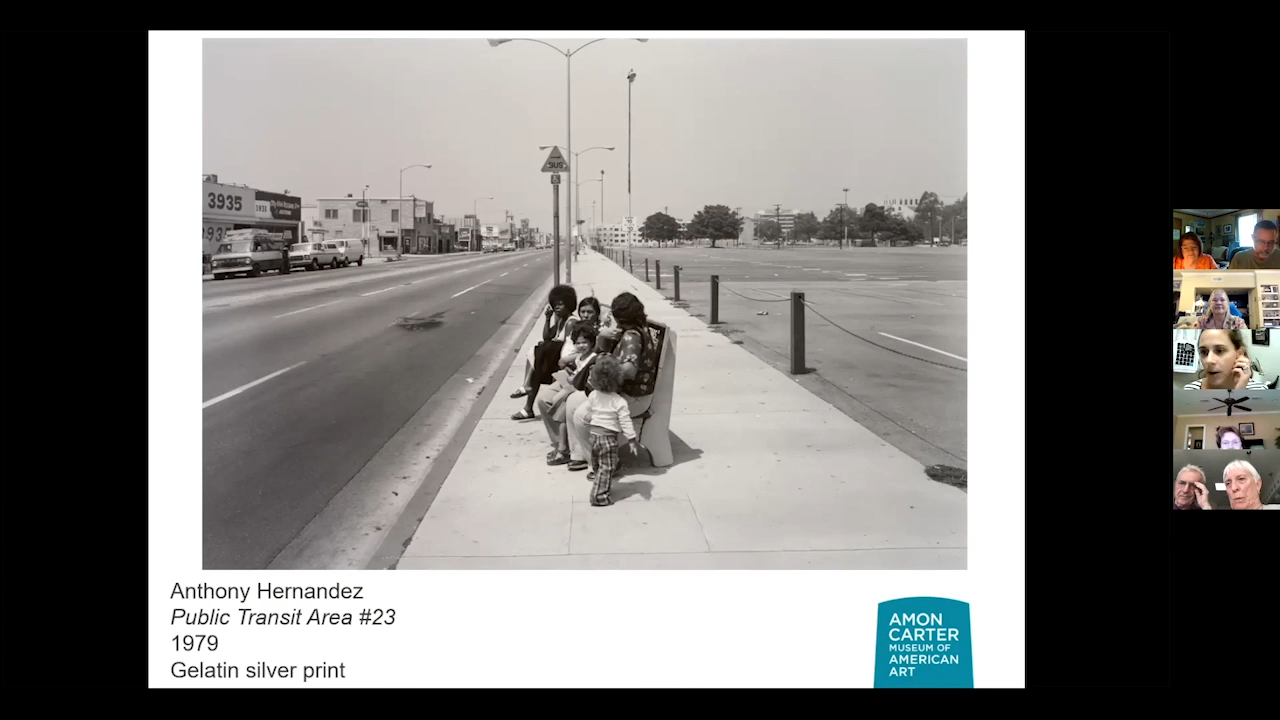 3935
BUS
Anthony Hernandez
Public Transit Area #23
1979
Gelatin silver print
AMON
CARTER
MUSEUM OF
AMERICAN
ART